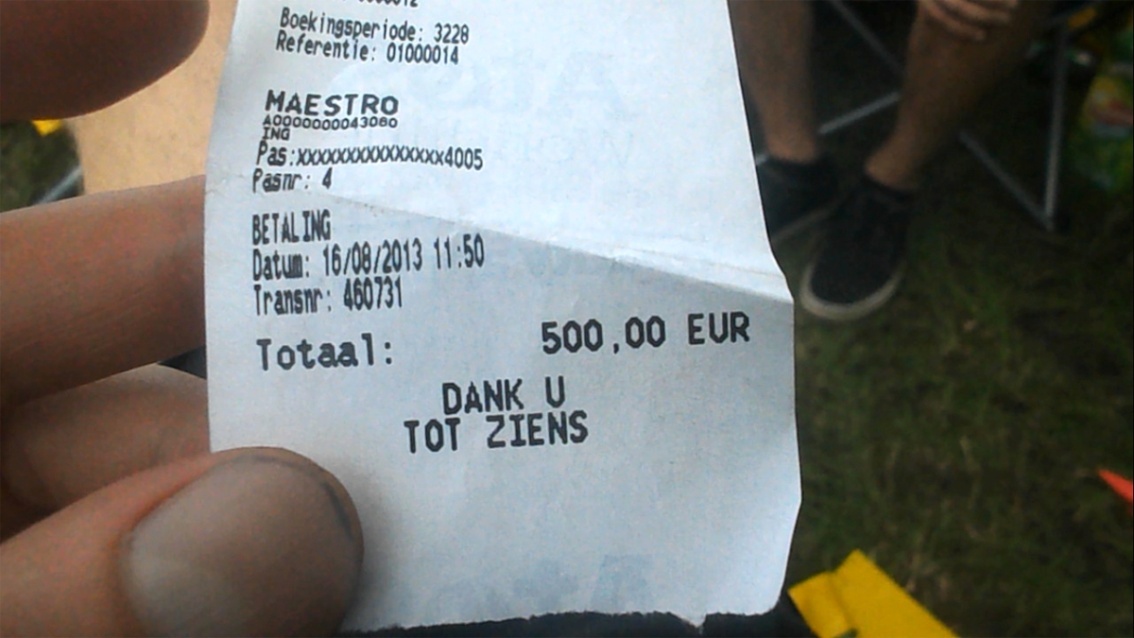 Boekingsperiode: 3228
Referentie: 01000014
MAESTRO
A0000000043060
ING
Pas:xxxxxxxxxxxxxxx4005
Pasnr: 4
BETALING
Datum: 16/08/2013 11:50
Transnr: 460731
Totaal: 500,00 EUR
DANK U
TOT ZIENS